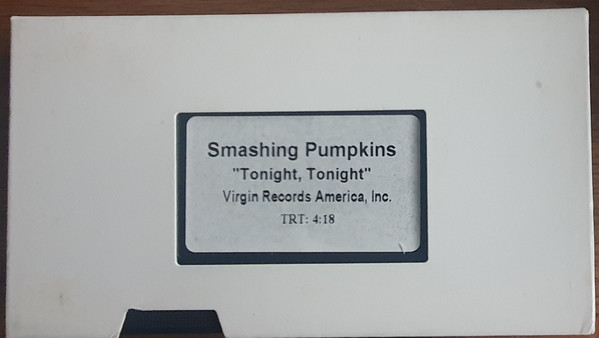 Smashing Pumpkins
"Tonight, Tonight"
Virgin Records America, Inc.
TRT: 4:18